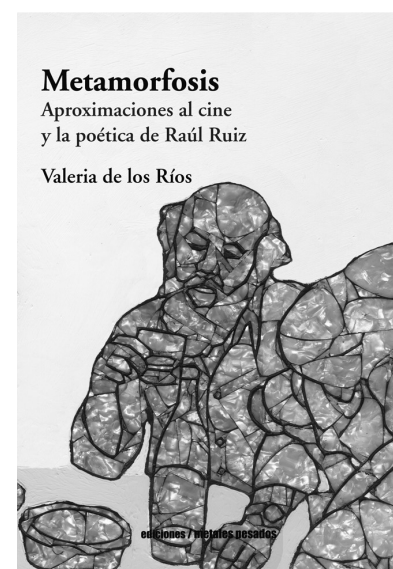 Metamorfosis
Aproximaciones al cine
y la poética de Raúl Ruiz
Valeria de los Ríos
ediciones / metales pesados